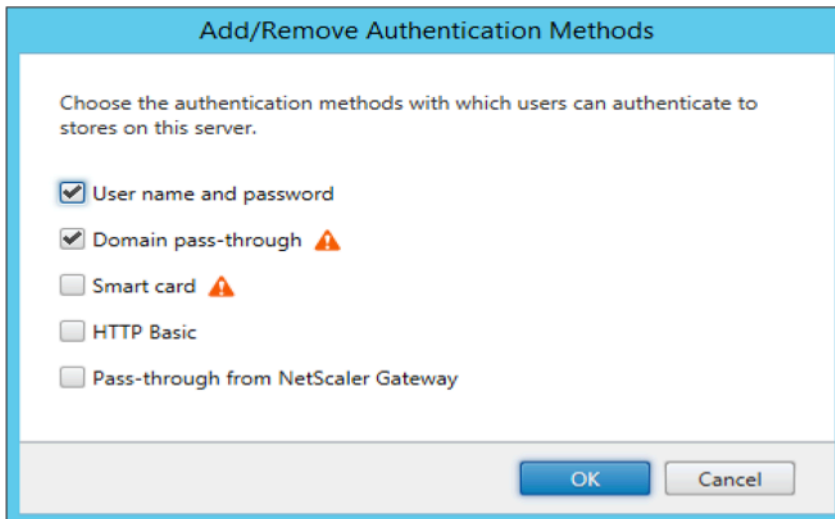 Add/Remove Authentication Methods
Choose the authentication methods with which users can authenticate to
stores on this server.
User name and password
Domain pass-through
Smart card
HTTP Basic
Pass-through from NetScaler Gateway
OK Cancel